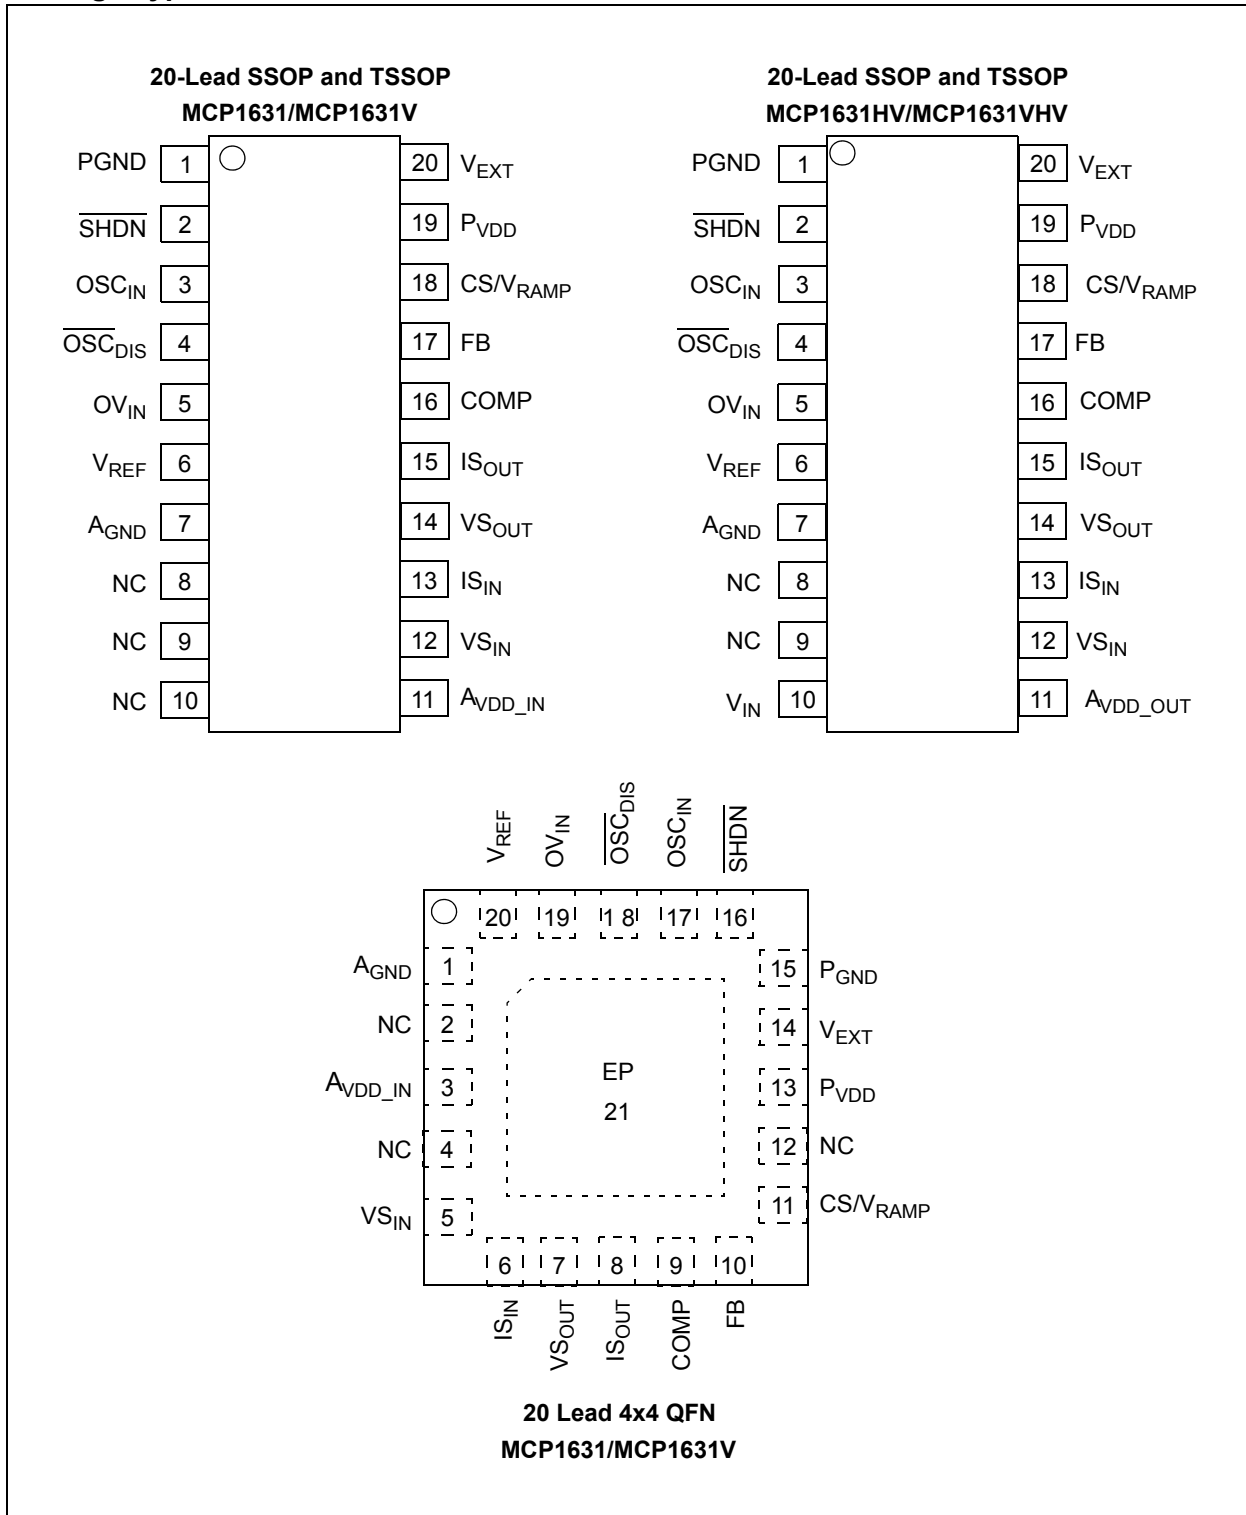 20-Lead SSOP and TSSOP
MCP1631/MCP1631V
PGND 1 20 VEXT
SHDN 2 19 PVDD
OSCIN 3 18 CS/VRAMP
OSCDIS 4 17 FB
OVIN 5 16 COMP
VREF 6 15 ISOUT
AGND 7 14 VSOUT
NC 8 13 ISIN
NC 9 12 VSIN
NC 10 11 AVDD_IN
20-Lead SSOP and TSSOP
MCP1631HV/MCP1631VHV
PGND 1 20 VEXT
SHDN 2 19 PVDD
OSCIN 3 18 CS/VRAMP
OSCDIS 4 17 FB
OVIN 5 16 COMP
VREF 6 15 ISOUT
AGND 7 14 VSOUT
NC 8 13 ISIN
NC 9 12 VSIN
VIN 10 11 AVDD_OUT
VREF OVIN OSCDIS OSCIN SHDN
20 19 1 8 17 16
AGND 1 15 PGND
NC 2 14 VEXT
AVDD_IN 3 13 PVDD
NC 4 12 NC
VSIN 5 11 CS/VRAMP
EP
21
6 7 8 9 10
ISIN VSOUT ISOUT COMP FB
20 Lead 4x4 QFN
MCP1631/MCP1631V